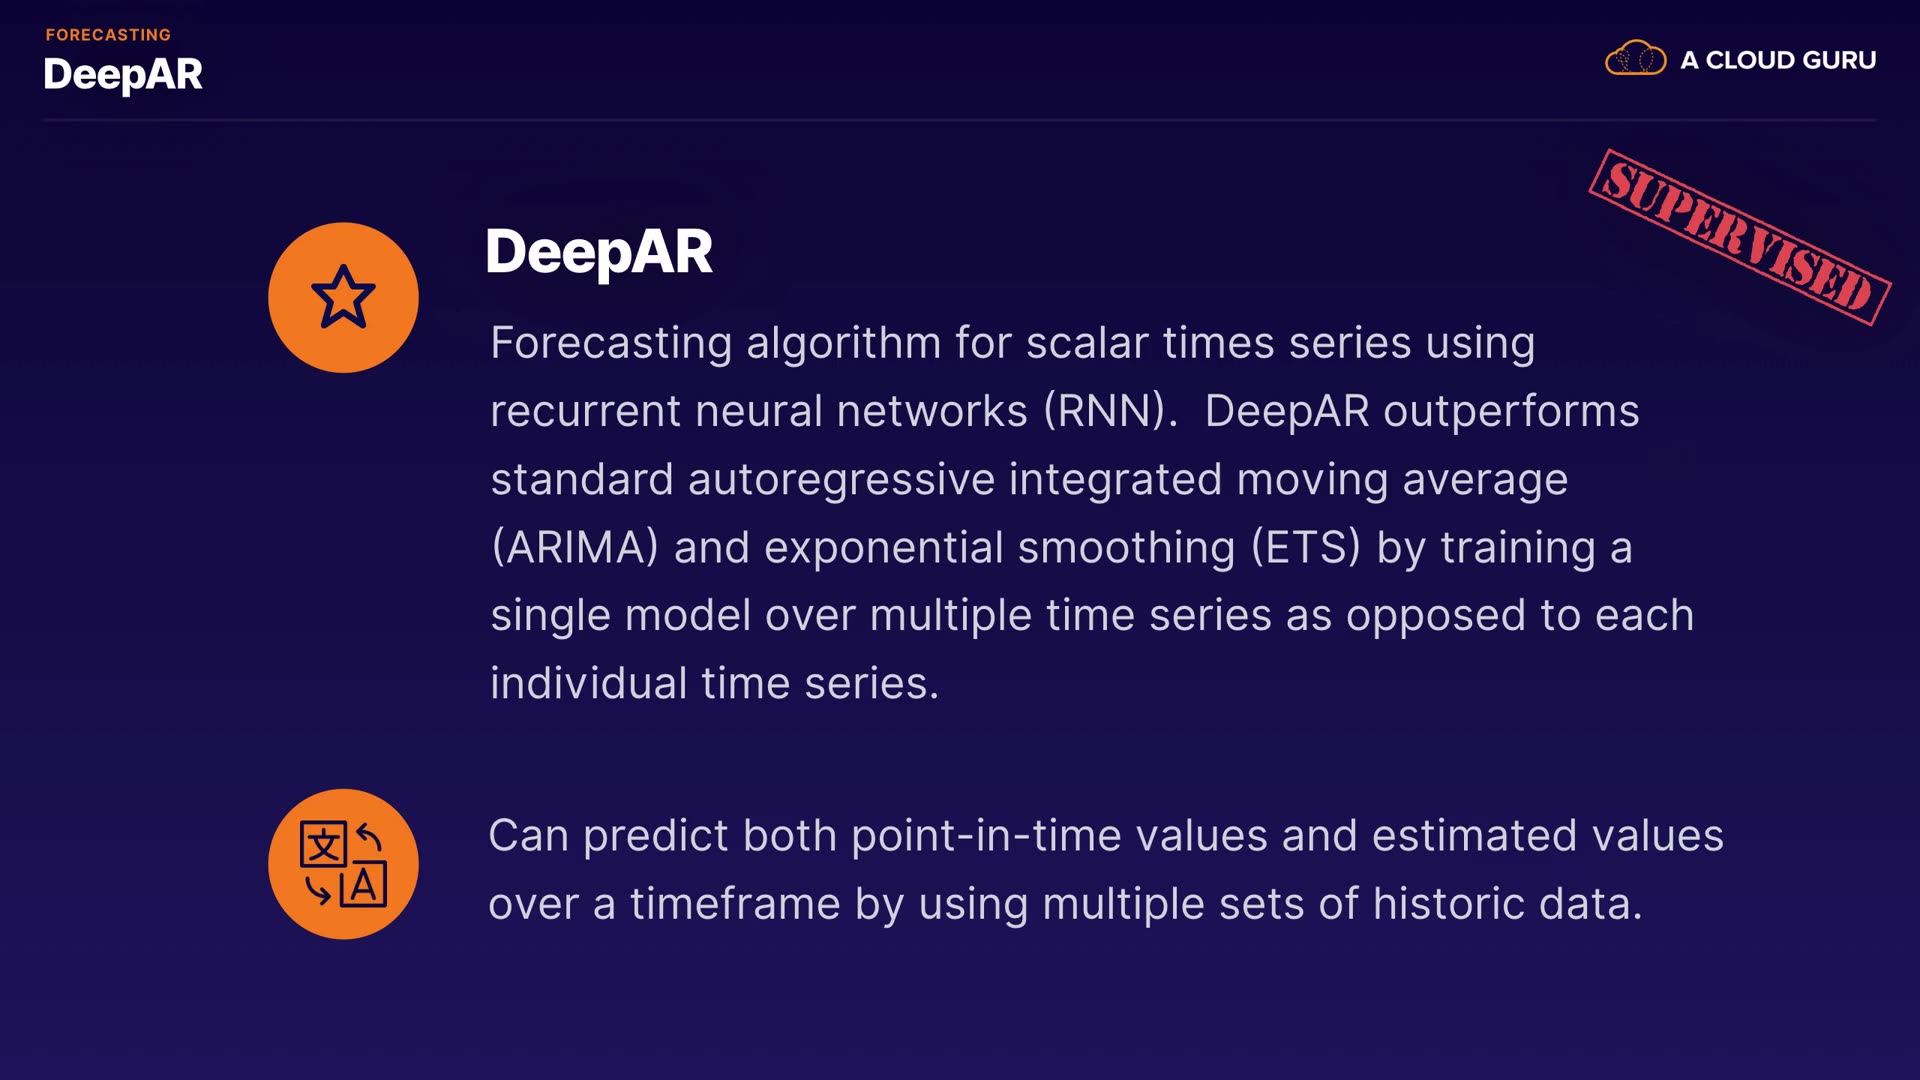 FORECASTING
DeepAR
A CLOUD GURU
SUPERVISED
DeepAR
Forecasting algorithm for scalar times series using
recurrent neural networks (RNN).  DeepAR outperforms
standard autoregressive integrated moving average
(ARIMA) and exponential smoothing (ETS) by training a
single model over multiple time series as opposed to each
individual time series.
文
A
Can predict both point-in-time values and estimated values
over a timeframe by using multiple sets of historic data.